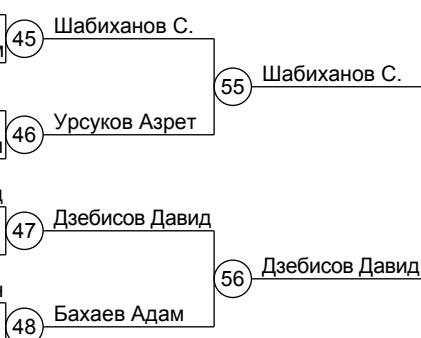 45 Шабиханов С.
55 Шабиханов С.
46 Урсуков Азрет
47 Дзебисов Давид
56 Дзебисов Давид
48 Бахаев Адам